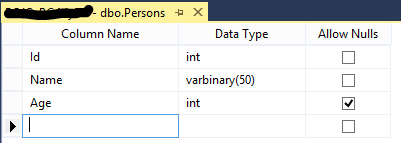 - dbo.Persons
Column Name Data Type Allow Nulls
Id int
Name varbinary(50)
Age int